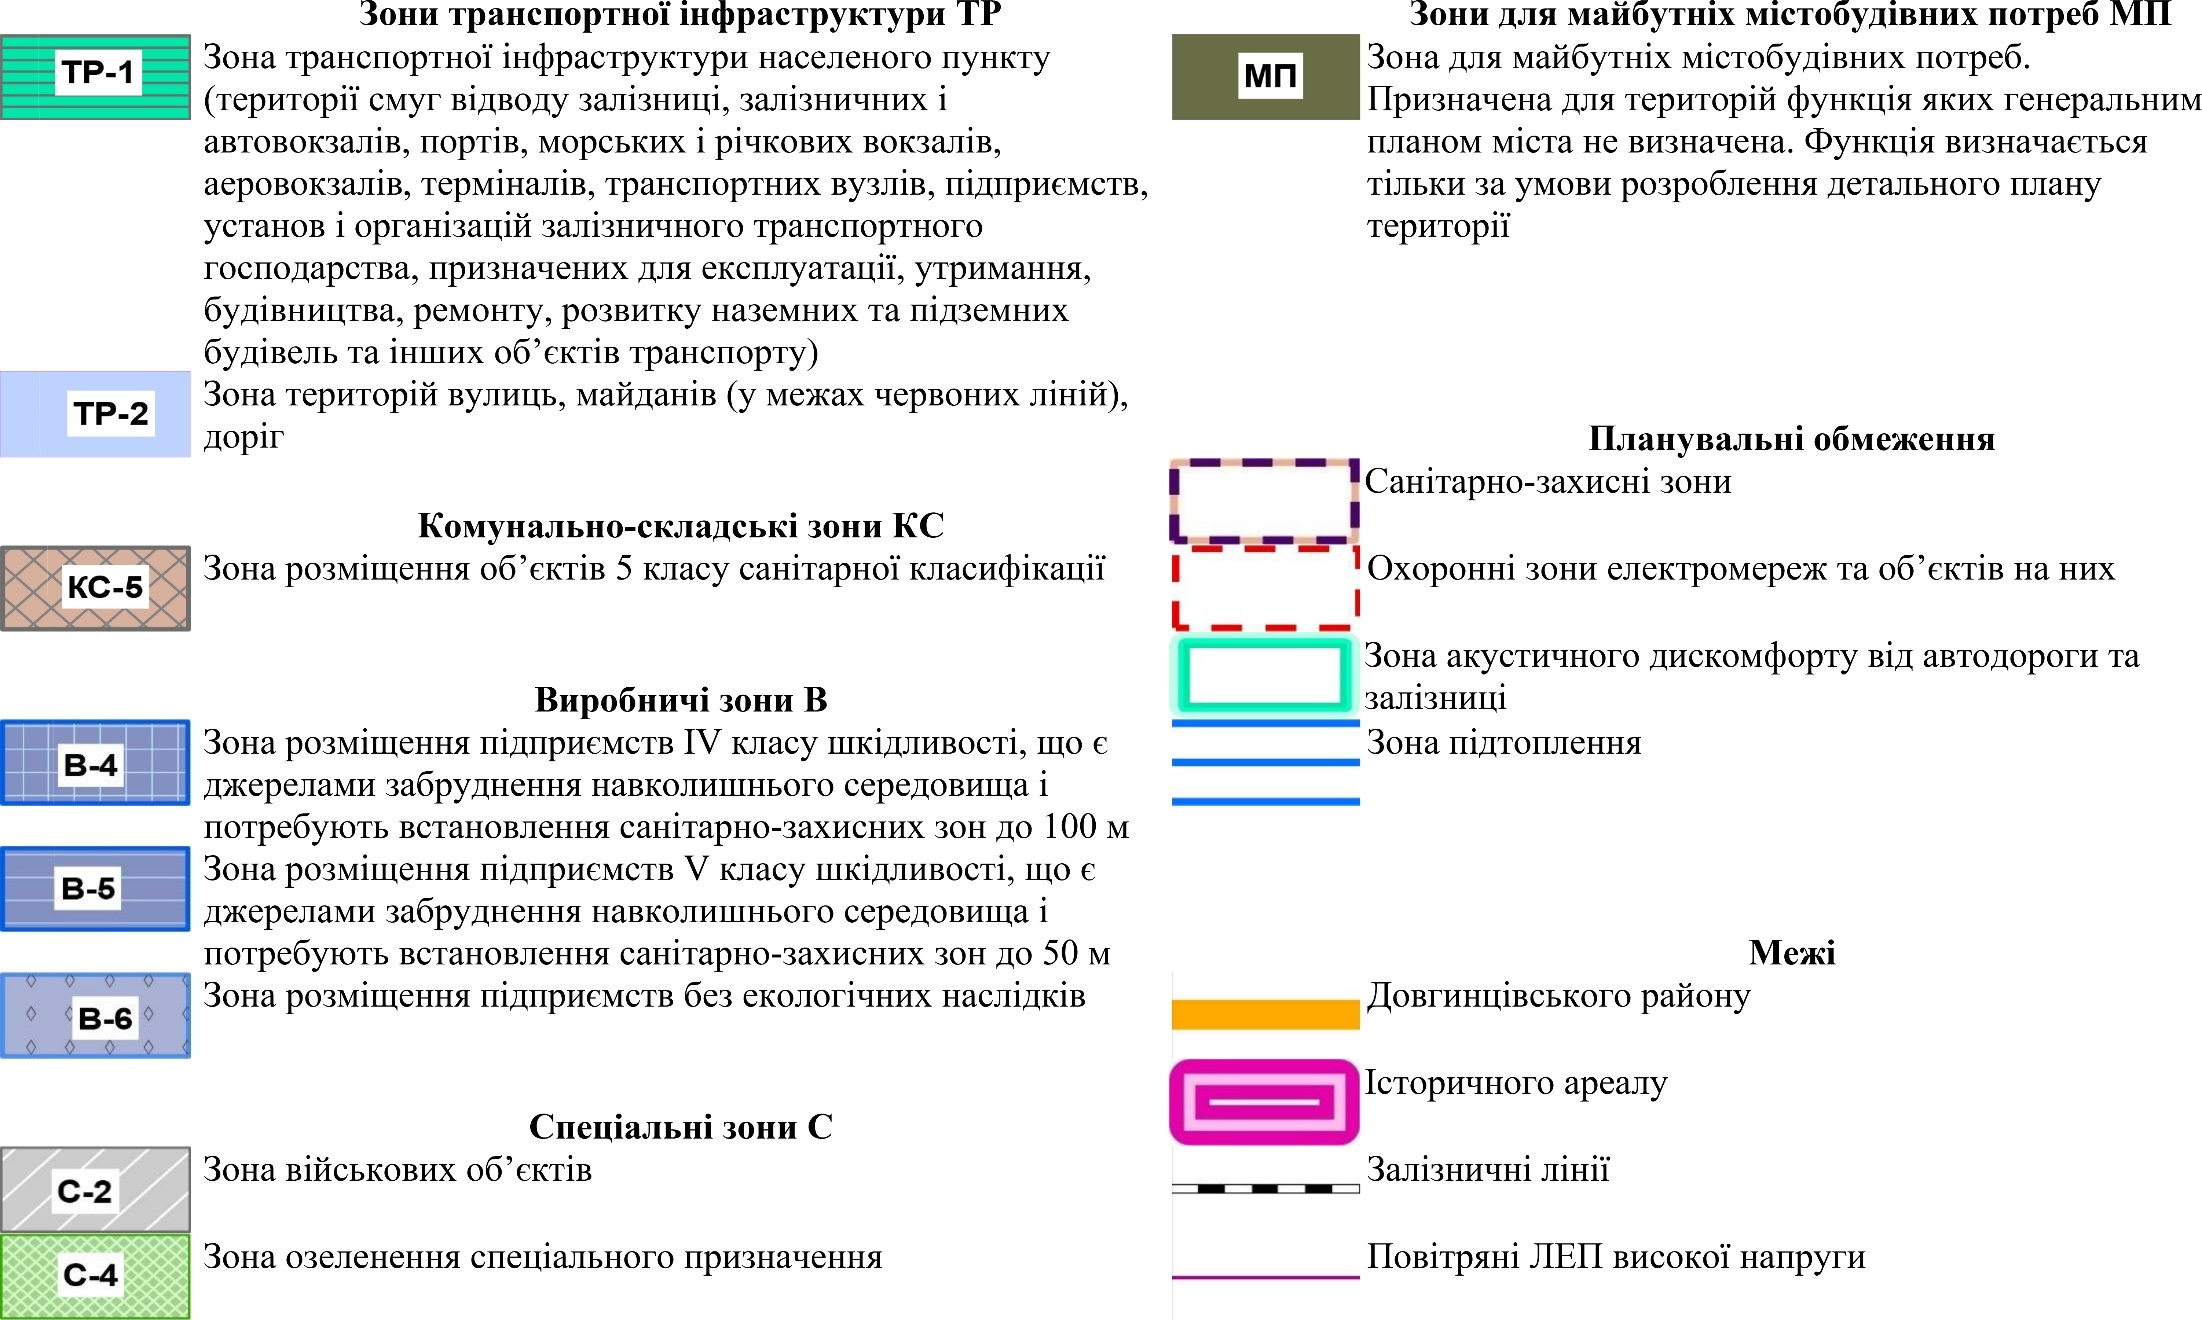 Зони транспортної інфраструктури ТР
ТР-1
Зона транспортної інфраструктури населеного пункту
(території смуг відводу залізниці, залізничних і
автовокзалів, портів, морських і річкових вокзалів,
аеровокзалів, терміналів, транспортних вузлів, підприємств,
установ і організацій залізничного транспортного
господарства, призначених для експлуатації, утримання,
будівництва, ремонту, розвитку наземних та підземних
будівель та інших об’єктів транспорту)
ТР-2
Зона територій вулиць, майданів (у межах червоних ліній),
доріг
Комунально-складські зони КС
КС-5
Зона розміщення об’єктів 5 класу санітарної класифікації
Виробничі зони В
В-4
Зона розміщення підприємств IV класу шкідливості, що є
джерелами забруднення навколишнього середовища і
потребують встановлення санітарно-захисних зон до 100 м
В-5
Зона розміщення підприємств V класу шкідливості, що є
джерелами забруднення навколишнього середовища і
потребують встановлення санітарно-захисних зон до 50 м
В-6
Зона розміщення підприємств без екологічних наслідків
Спеціальні зони С
С-2
Зона військових об’єктів
С-4
Зона озеленення спеціального призначення
Зони для майбутніх містобудівних потреб МП
МП
Зона для майбутніх містобудівних потреб.
Призначена для територій функція яких генеральним
планом міста не визначена. Функція визначається
тільки за умови розроблення детального плану
території
Планувальні обмеження
Санітарно-захисні зони
Охоронні зони електромереж та об’єктів на них
Зона акустичного дискомфорту від автодороги та
залізниці
Зона підтоплення
Межі
Довгинцівського району
Історичного ареалу
Залізничні лінії
Повітряні ЛЕП високої напруги